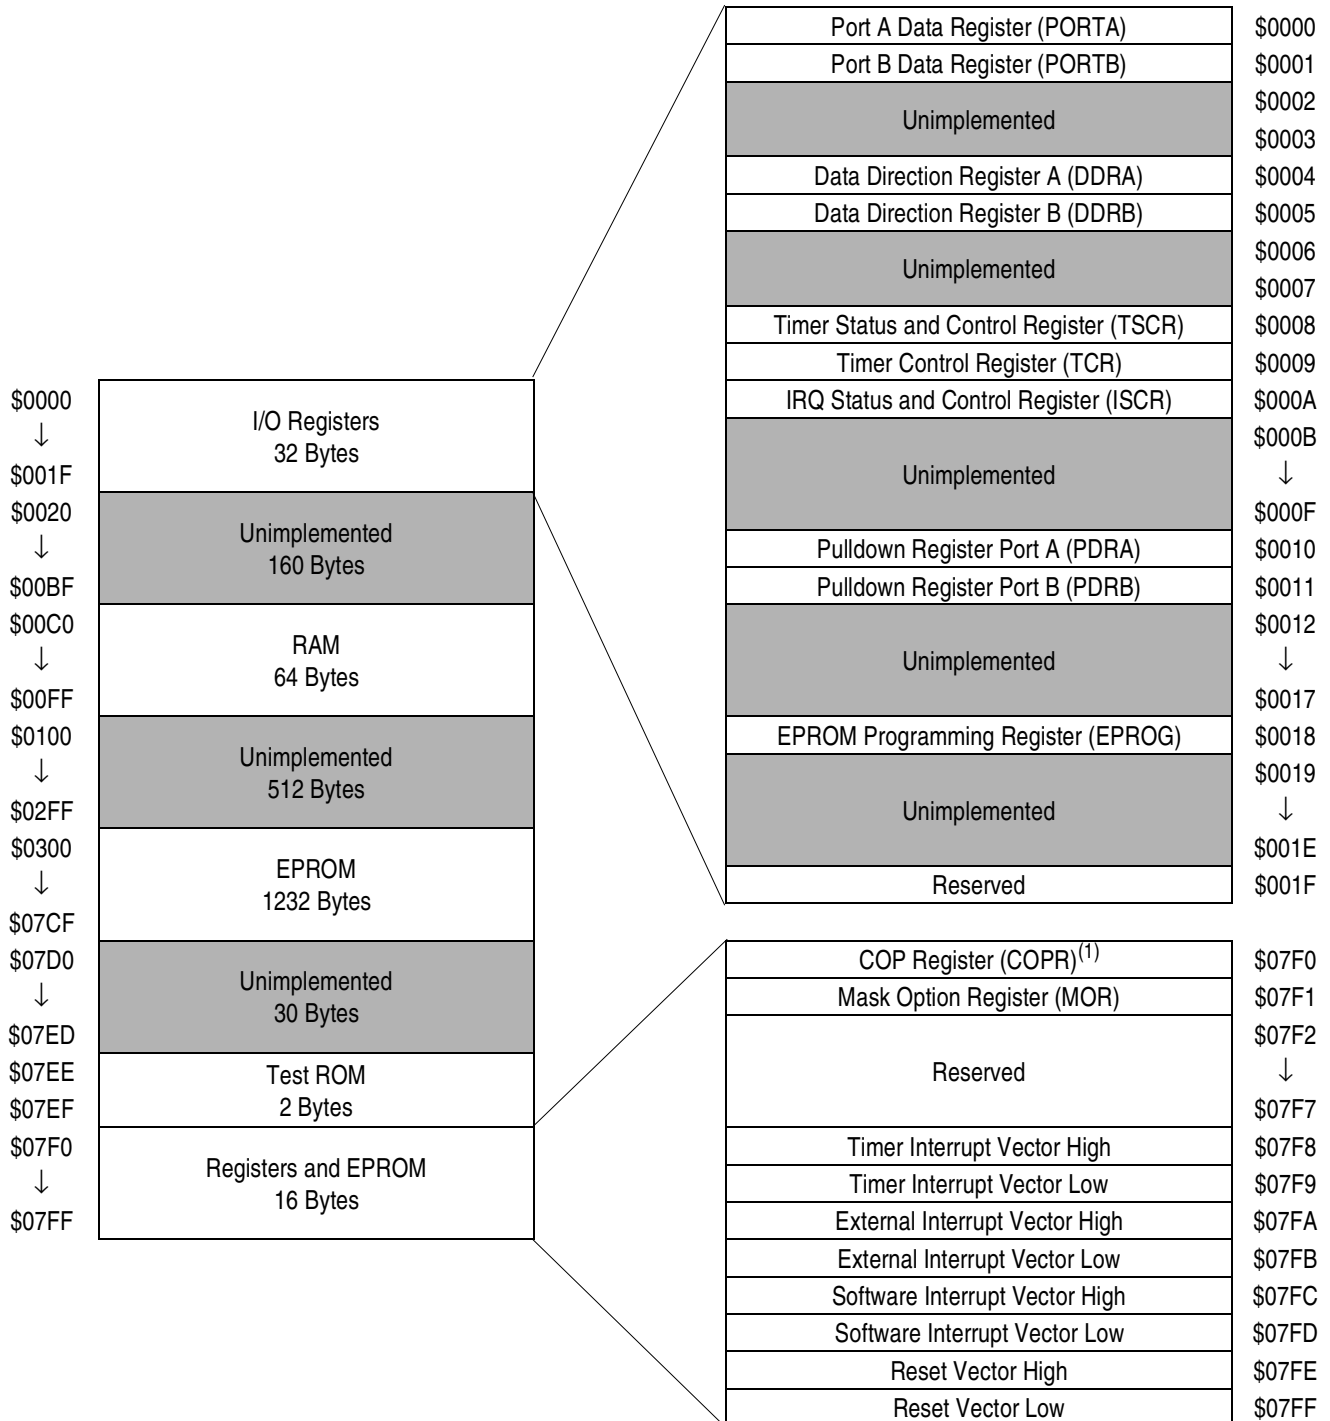 Port A Data Register (PORTA) $0000
Port B Data Register (PORTB) $0001
Unimplemented
$0002
$0003
Data Direction Register A (DDRA) $0004
Data Direction Register B (DDRB) $0005
Unimplemented
$0006
$0007
Timer Status and Control Register (TSCR) $0008
Timer Control Register (TCR) $0009
IRQ Status and Control Register (ISCR) $000A
Unimplemented
$000B
↓
$000F
Pulldown Register Port A (PDRA) $0010
Pulldown Register Port B (PDRB) $0011
Unimplemented
$0012
↓
$0017
EPROM Programming Register (EPROG) $0018
Unimplemented
$0019
↓
$001E
Reserved $001F
$0000
↓
$001F
I/O Registers
32 Bytes
$0020
↓
$00BF
Unimplemented
160 Bytes
$00C0
↓
$00FF
RAM
64 Bytes
$0100
↓
$02FF
Unimplemented
512 Bytes
$0300
↓
$07CF
EPROM
1232 Bytes
$07D0
↓
$07ED
Unimplemented
30 Bytes
$07EE
$07EF
Test ROM
2 Bytes
$07F0
↓
$07FF
Registers and EPROM
16 Bytes
COP Register (COPR)(1) $07F0
Mask Option Register (MOR) $07F1
Reserved
$07F2
↓
$07F7
Timer Interrupt Vector High $07F8
Timer Interrupt Vector Low $07F9
External Interrupt Vector High $07FA
External Interrupt Vector Low $07FB
Software Interrupt Vector High $07FC
Software Interrupt Vector Low $07FD
Reset Vector High $07FE
Reset Vector Low $07FF